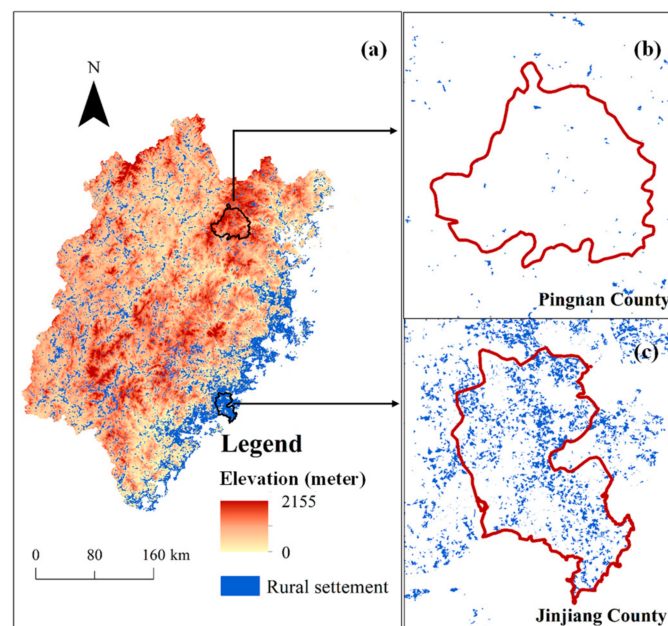 (a)
N
Legend
Elevation (meter)
2155
0
0 80 160 km
Rural settement
(b)
Pingnan County
(c)
Jinjiang County